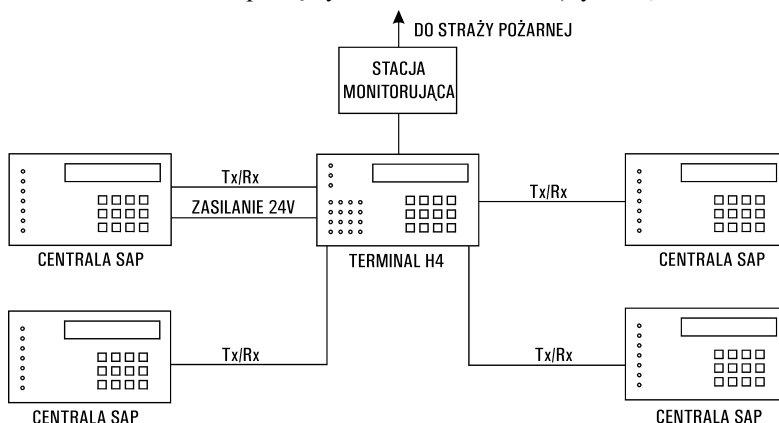 DO STRAŻY POŻARNEJ
STACJA
MONITORUJĄCA
Tx/Rx
ZASILANIE 24V
Tx/Rx
CENTRALA SAP
TERMINAL H4
CENTRALA SAP
Tx/Rx
Tx/Rx
CENTRALA SAP
CENTRALA SAP